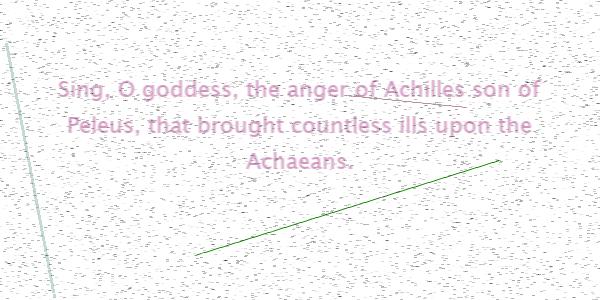 Sing, O goddess, the anger of Achilles son of
Peleus, that brought countless ills upon the
Achaeans.